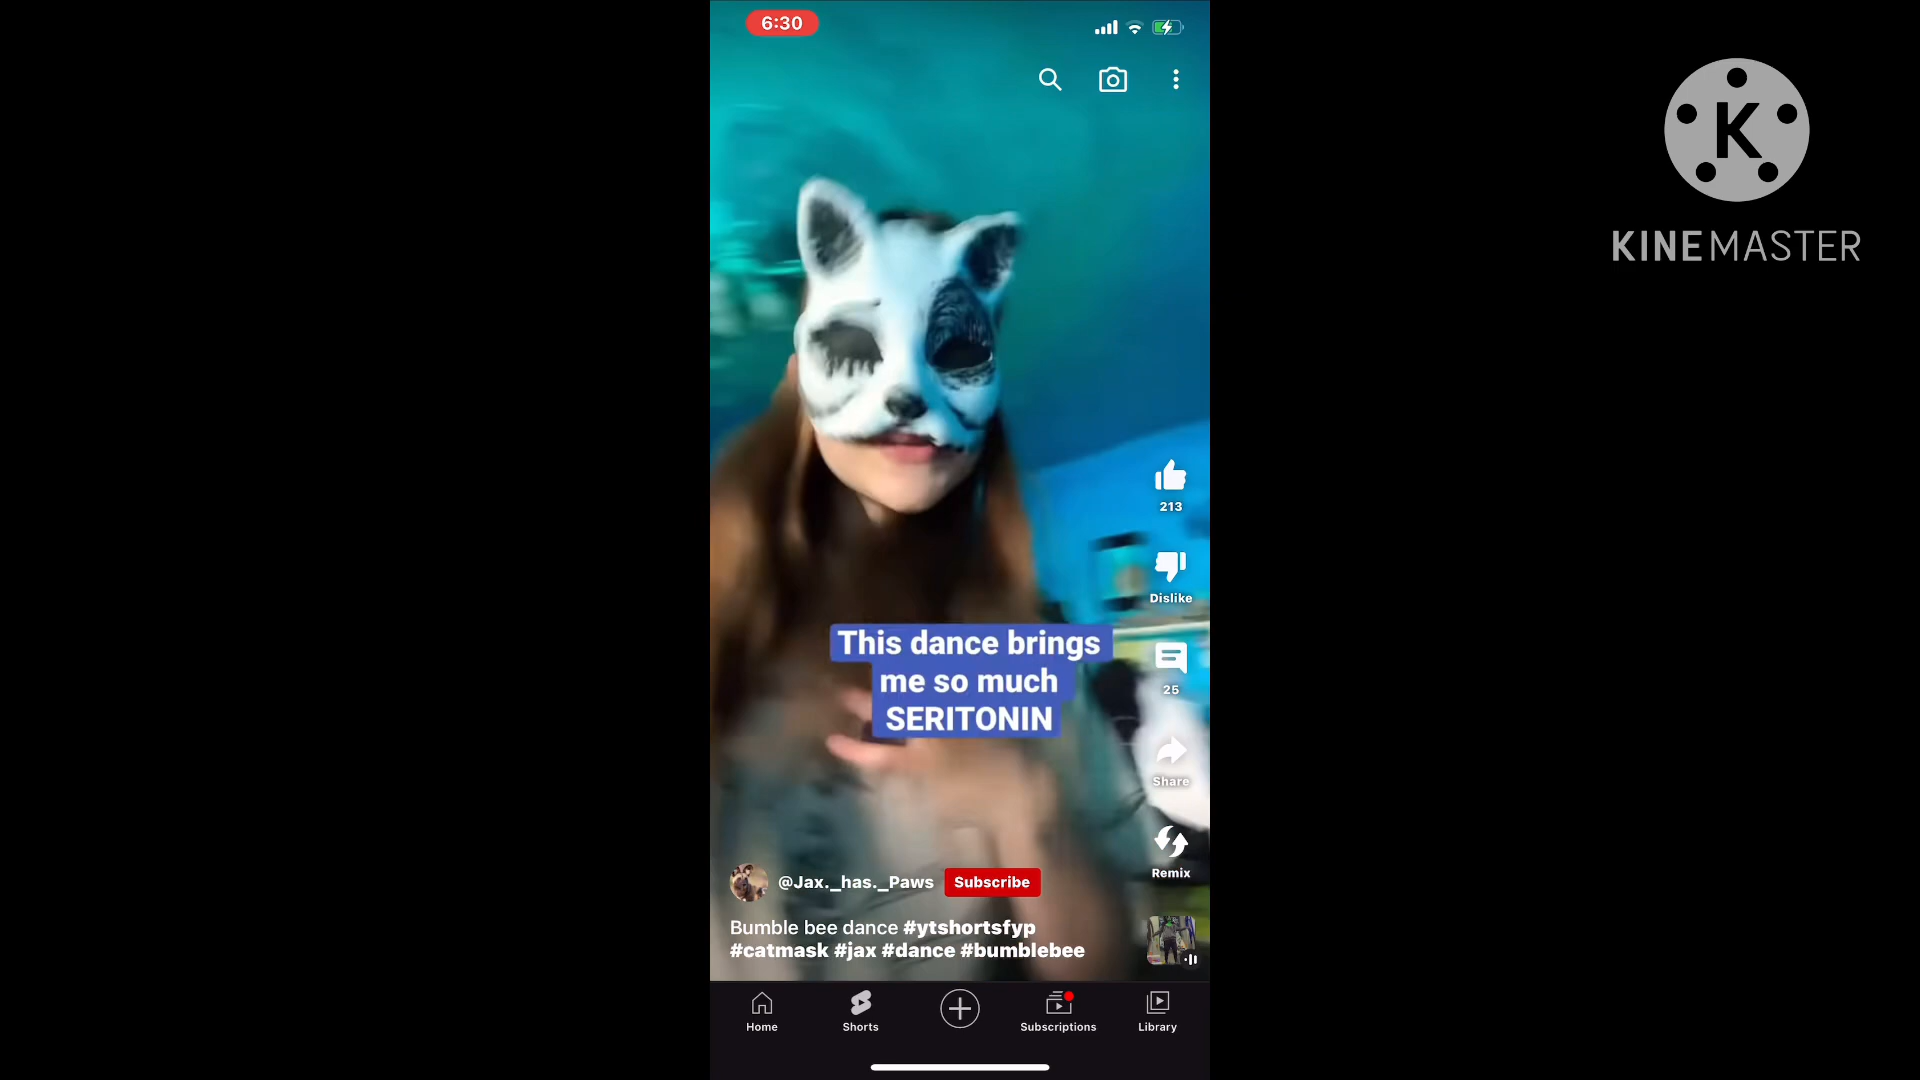 6:30
K
KINEMASTER
213
Dislike
This dance brings
me so much
SERITONIN
25
Share
Remix
@Jax._has._Paws Subscribe
Bumble bee dance #ytshortsfyp
#catmask #jax #dance #bumblebee
Home Shorts Subscriptions Library